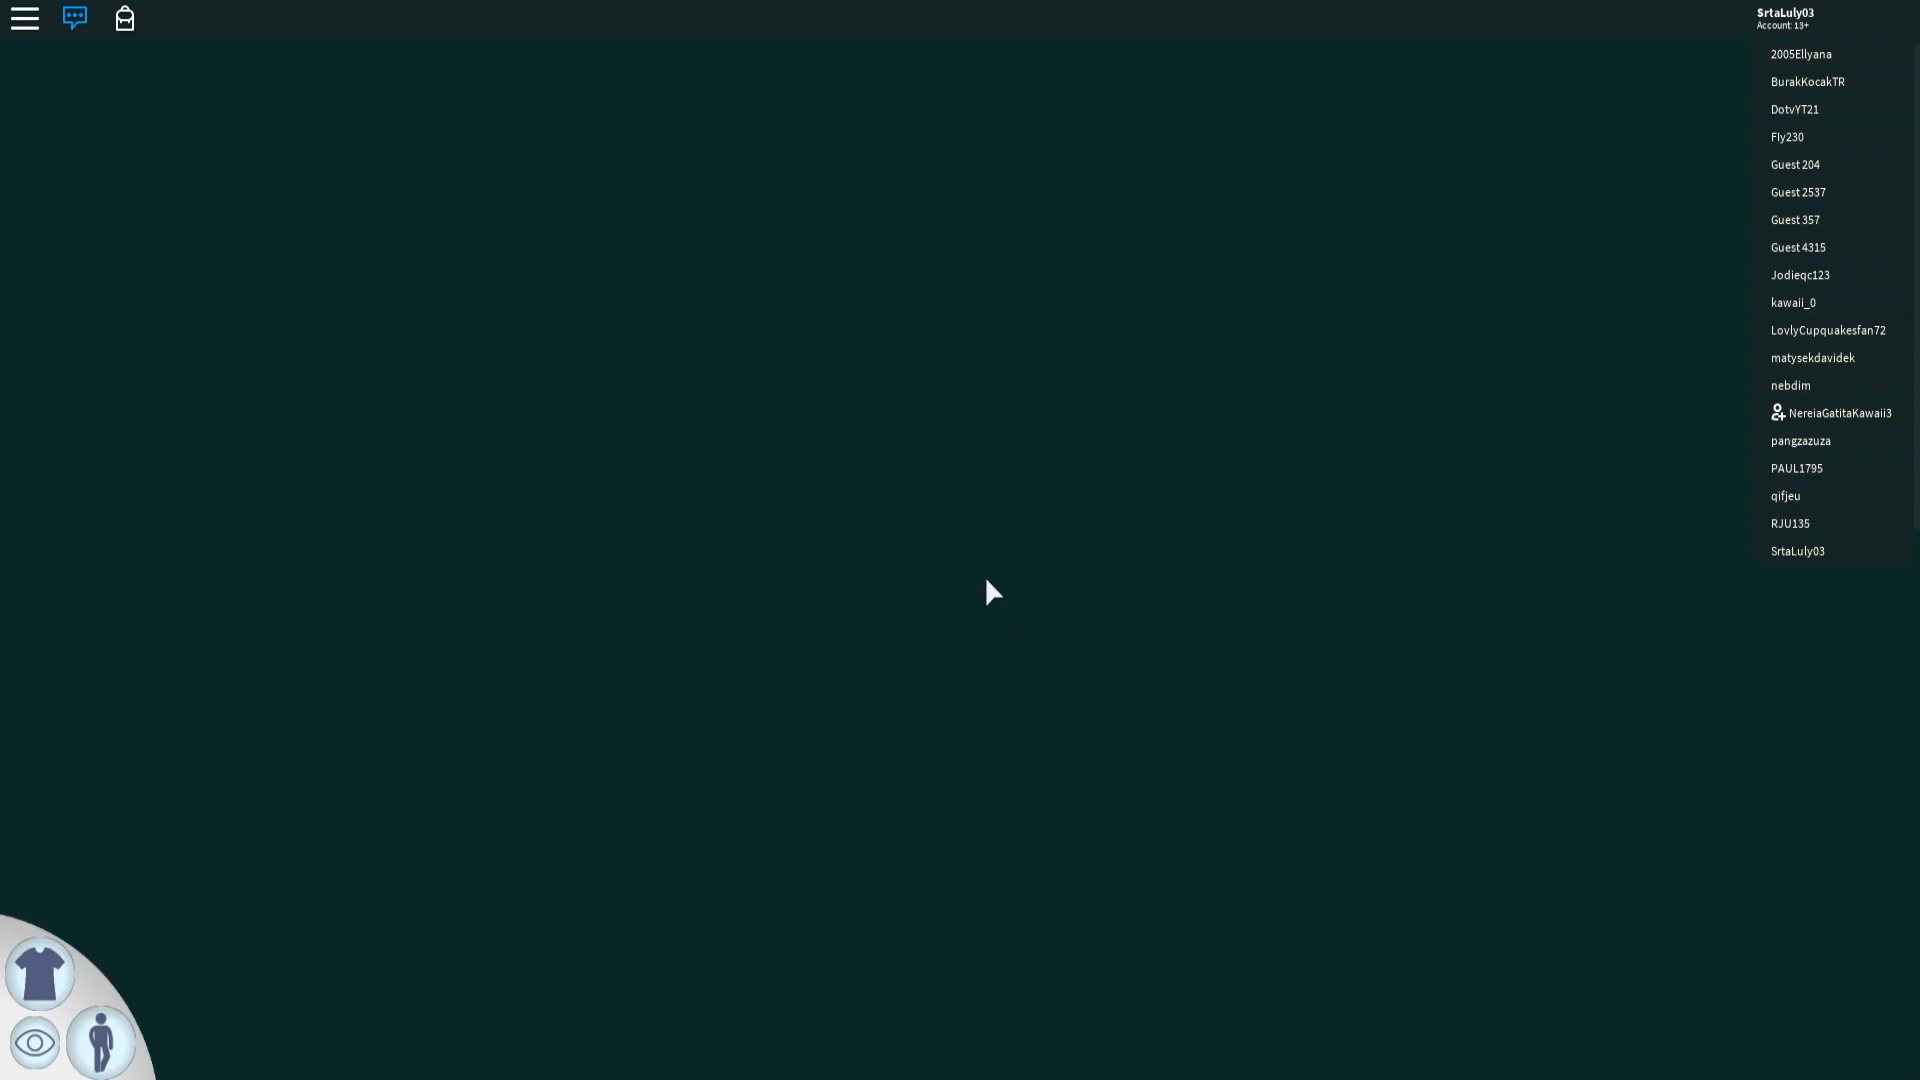 SrtaLuly03
Account: 13+
2005Ellyana
BurakKocakTR
DotvYT21
Fly230
Guest 204
Guest 2537
Guest 357
Guest 4315
Jodieqc123
kawaii_0
LovlyCupquakesfan72
matysekdavidek
nebdim
NereiaGatitaKawaii3
pangzazuza
PAUL1795
qifjeu
RJU135
SrtaLuly03